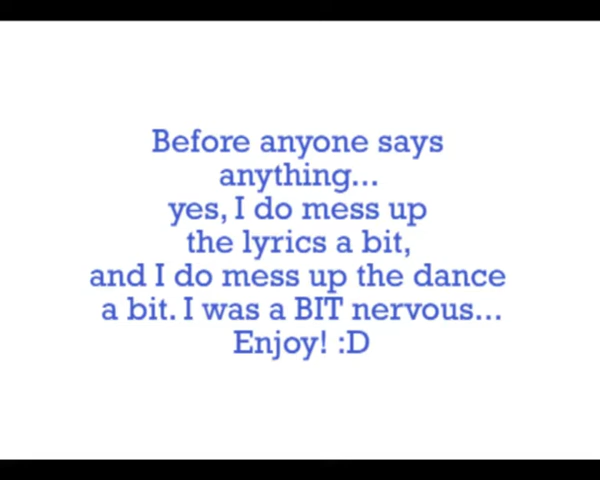 Before anyone says
anything...
yes, I do mess up
the lyrics a bit,
and I do mess up the dance
a bit. I was a BIT nervous...
Enjoy! :D